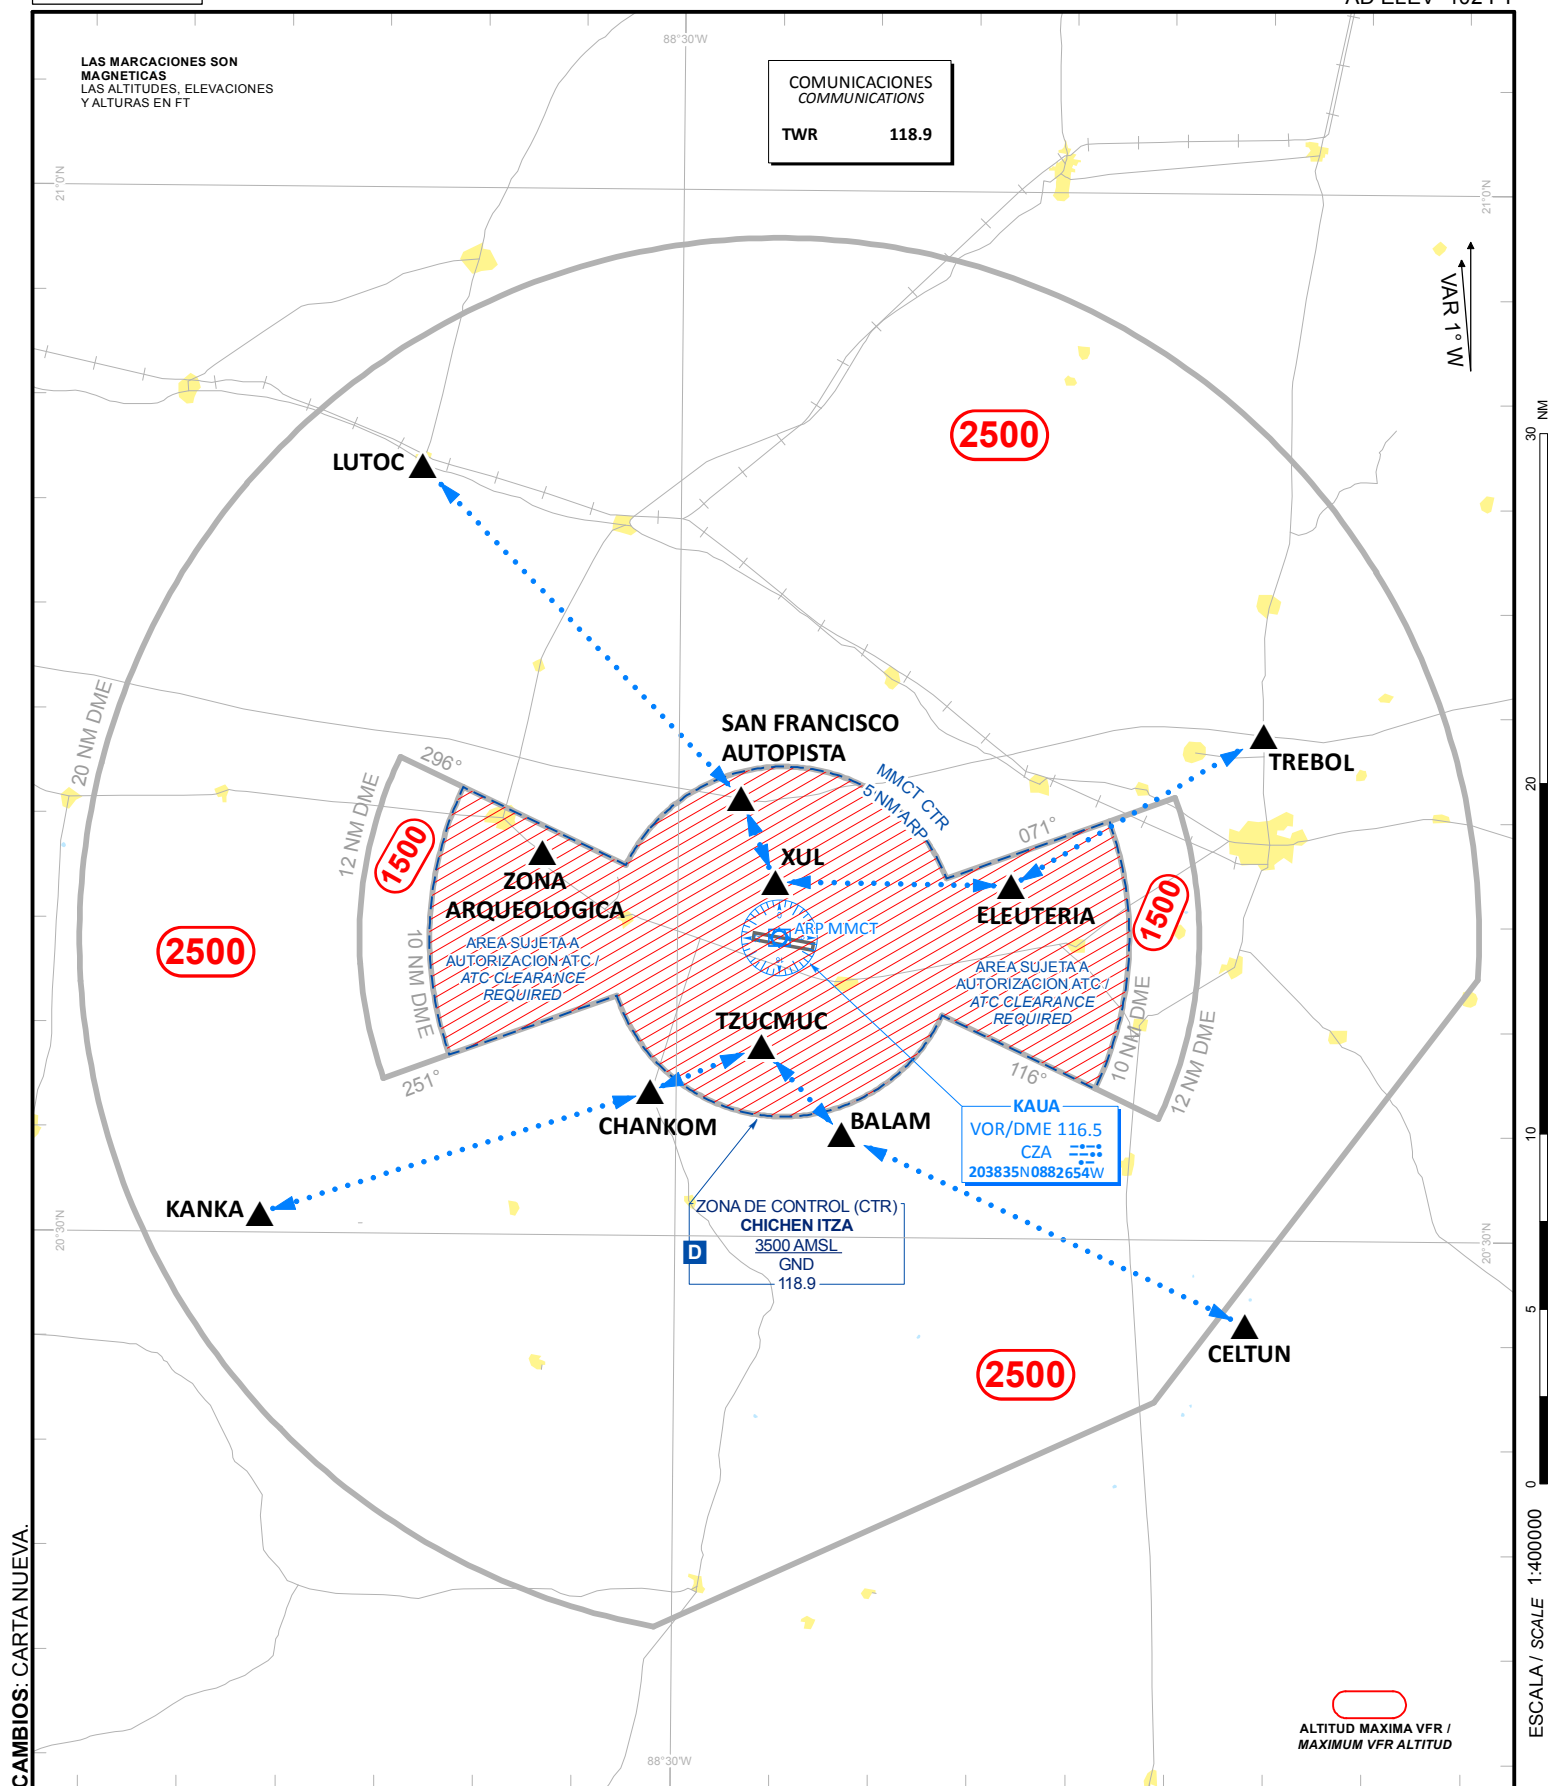 LAS MARCACIONES SON
MAGNETICAS
LAS ALTITUDES, ELEVACIONES
Y ALTURAS EN FT
88°30'W
COMUNICACIONES
COMMUNICATIONS
TWR 118.9
21°0'N
21°0'N
VAR 1° W
2500
30 NM
LUTOC
20 NM DME
SAN FRANCISCO
AUTOPISTA
296°
12 NM DME
MMCT CTR
5 NM ARP
TREBOL
20
071°
1500
XUL
ZONA
ARQUEOLOGICA
ELEUTERIA
1500
ARP MMCT
2500
10 NM DME
AREA SUJETA A
AUTORIZACION ATC /
ATC CLEARANCE
REQUIRED
AREA SUJETA A
AUTORIZACION ATC /
ATC CLEARANCE
REQUIRED
TZUCMUC
10 NM DME
12 NM DME
251°
116°
CHANKOM
BALAM
KAUA
VOR/DME 116.5
CZA
203835N0882654W
10
KANKA
ZONA DE CONTROL (CTR)
CHICHEN ITZA
3500 AMSL
GND
118.9
D
20°30'N
20°30'N
5
CELTUN
2500
0
ESCALA / SCALE 1:400000
CAMBIOS: CARTA NUEVA.
88°30'W
ALTITUD MAXIMA VFR /
MAXIMUM VFR ALTITUD